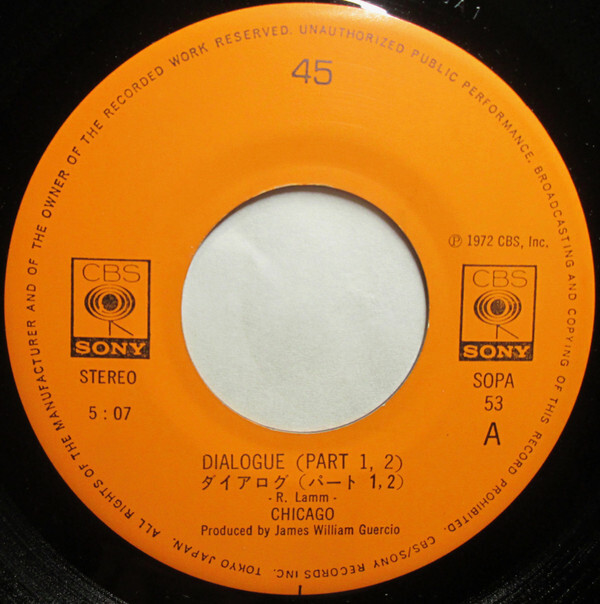 ALL RIGHTS OF THE MANUFACTURER AND OF THE OWNER OF THE RECORDED WORK RESERVED. UNAUTHORIZED PUBLIC PERFORMANCE. BROADCASTING AND COPYING OF THIS RECORD PROHIBITED. CBS/SONY RECORDS INC. TOKYO JAPAN.
45
℗ 1972 CBS, Inc.
CBS
SONY
STEREO
5:07
CBS
SONY
SOPA
53
A
DIALOGUE (PART 1, 2)
ダイアログ (パート 1,2)
- R. Lamm -
CHICAGO
Produced by James William Guercio